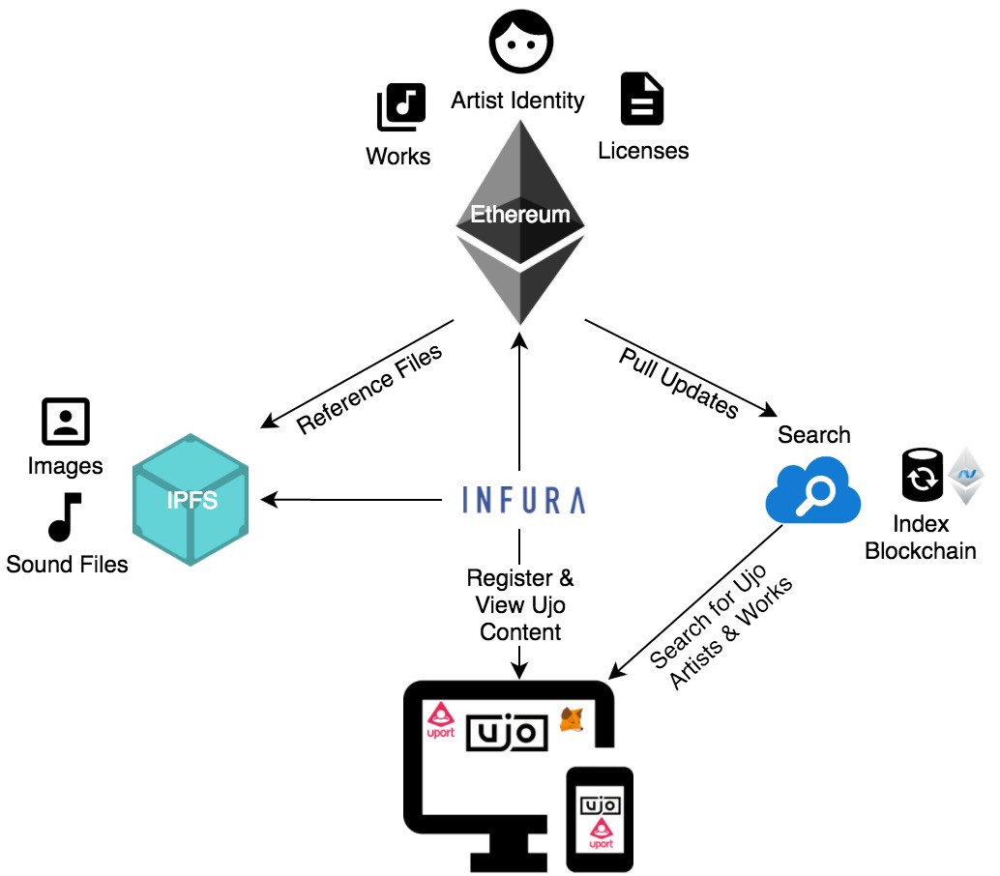 Artist Identity
Works
Licenses
Ethereum
Reference Files
Pull Updates
Search
Images
IPFS
Sound Files
INFURA
Index
Blockchain
Register &
View Ujo
Content
Search for Ujo
Artists & Works
uport
ujo
ujo
uport